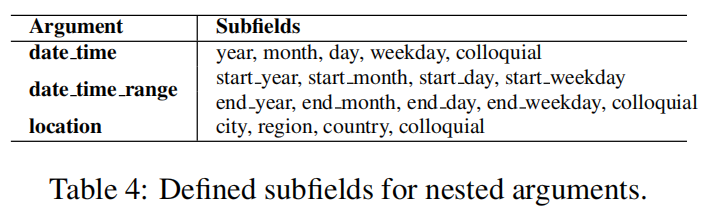 Argument Subfields
date_time year, month, day, weekday, colloquial
date_time_range start_year, start_month, start_day, start_weekday
end_year, end_month, end_day, end_weekday, colloquial
location city, region, country, colloquial
Table 4: Defined subfields for nested arguments.